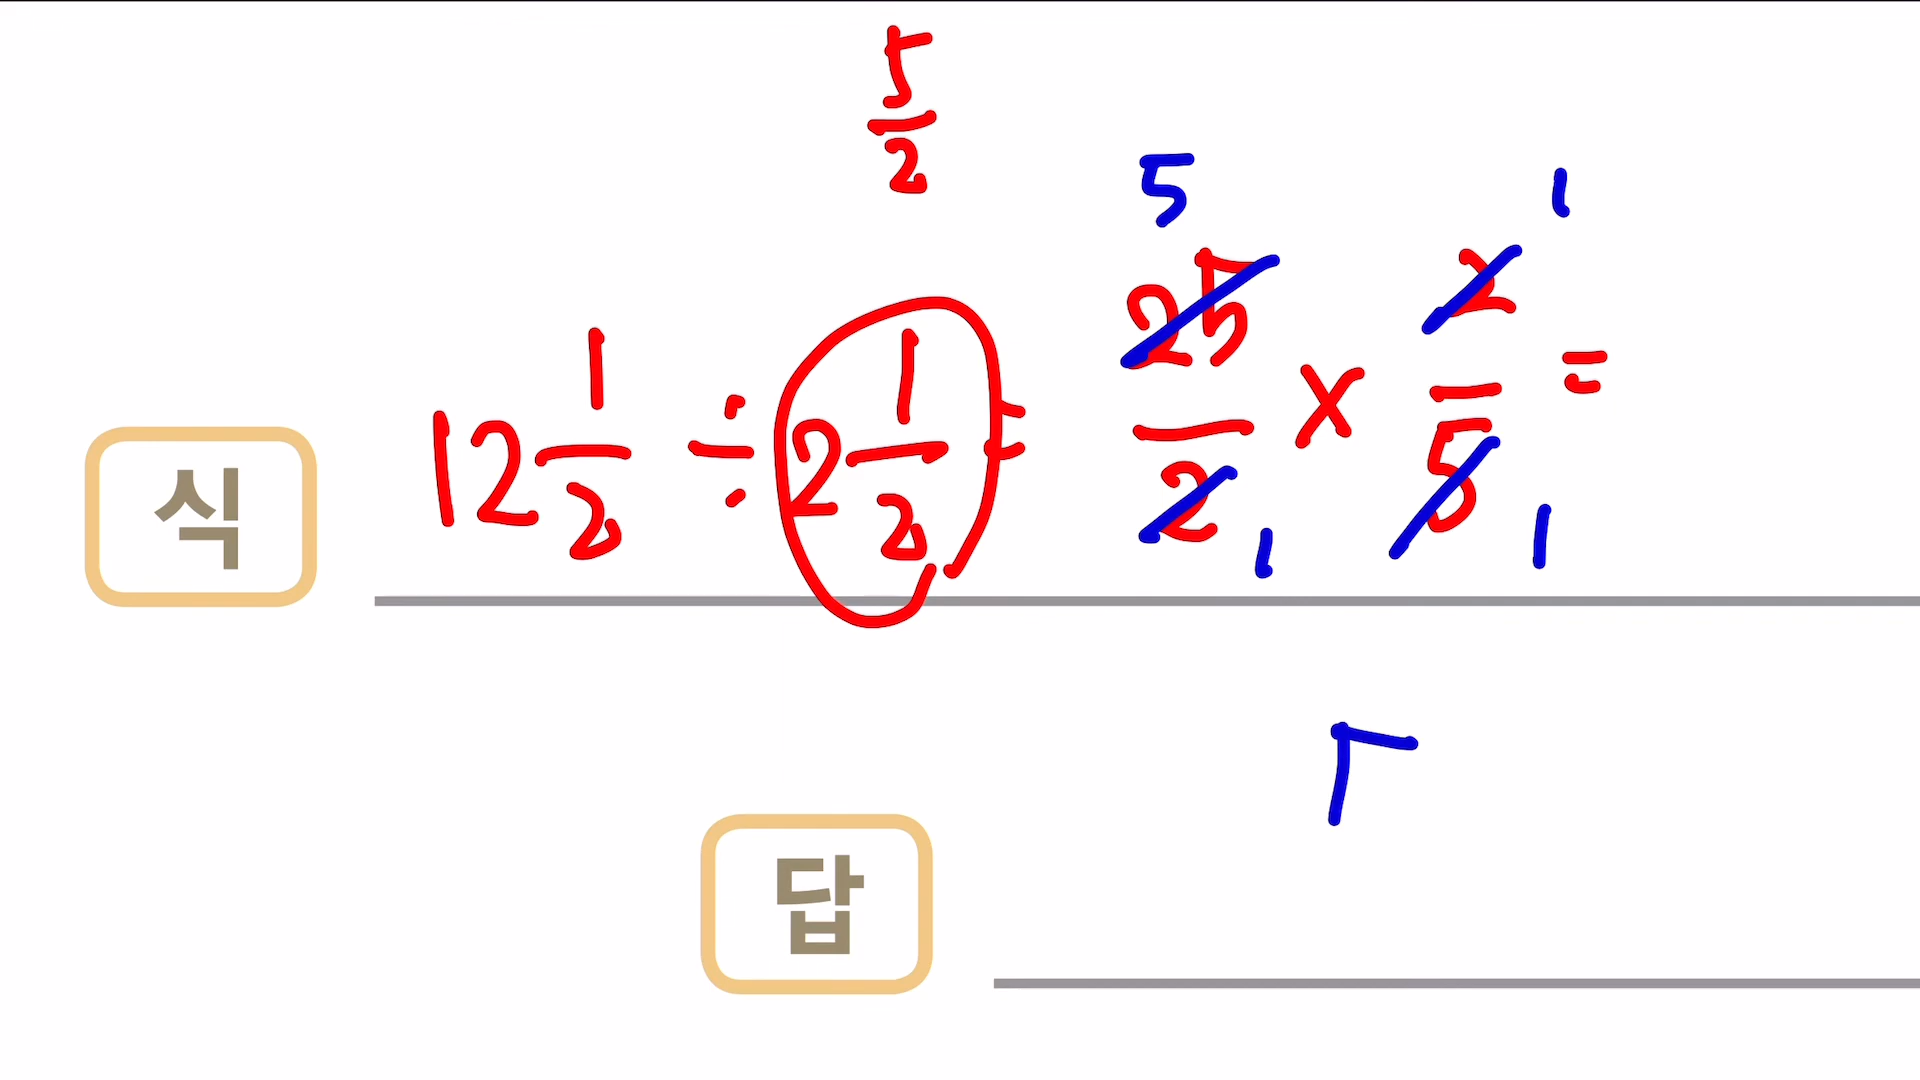 5/2
5 1
식 12 1/2 ÷ 2 1/2 = 25/2 × 2/5 =
1 1
답